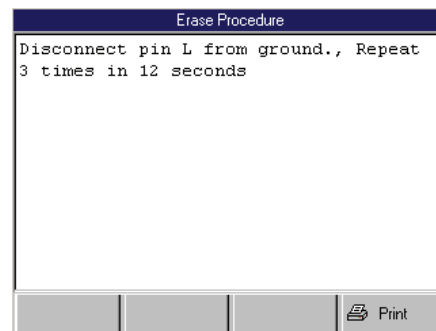 Erase Procedure
Disconnect pin L from ground., Repeat
3 times in 12 seconds
Print